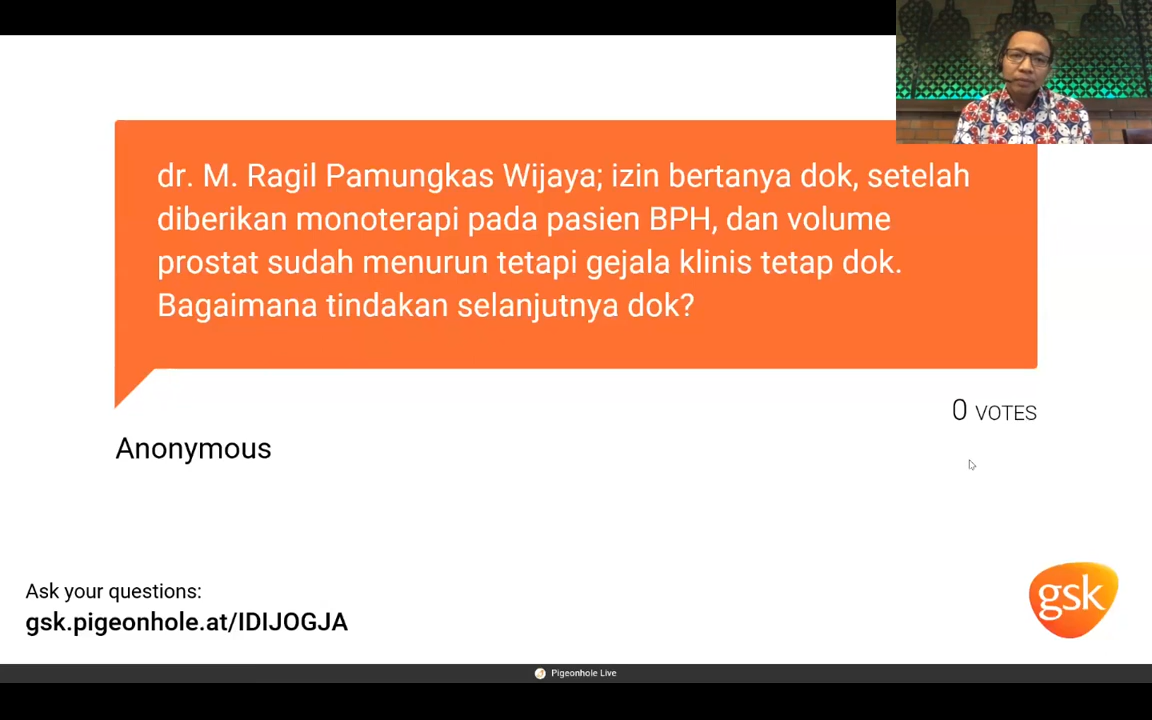 dr. M. Ragil Pamungkas Wijaya; izin bertanya dok, setelah
diberikan monoterapi pada pasien BPH, dan volume
prostat sudah menurun tetapi gejala klinis tetap dok.
Bagaimana tindakan selanjutnya dok?
0 VOTES
Anonymous
Ask your questions:
gsk.pigeonhole.at/IDIJOGJA
gsk
Pigeonhole Live